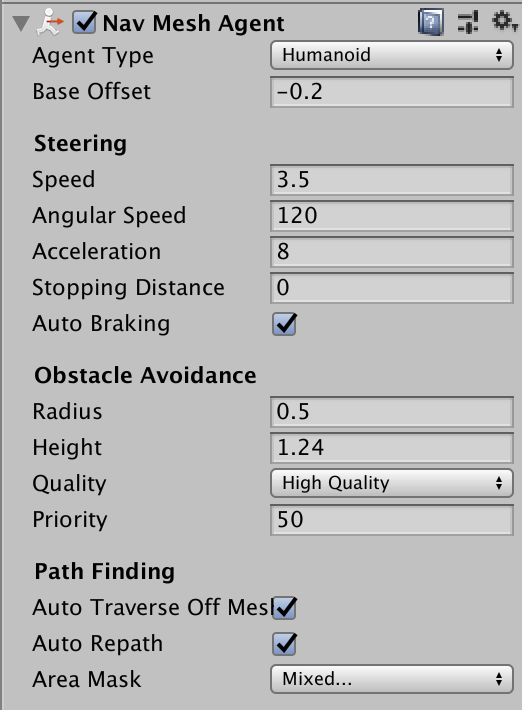 Nav Mesh Agent
Agent Type Humanoid
Base Offset -0.2
Steering
Speed 3.5
Angular Speed 120
Acceleration 8
Stopping Distance 0
Auto Braking
Obstacle Avoidance
Radius 0.5
Height 1.24
Quality High Quality
Priority 50
Path Finding
Auto Traverse Off Mesl
Auto Repath
Area Mask Mixed...